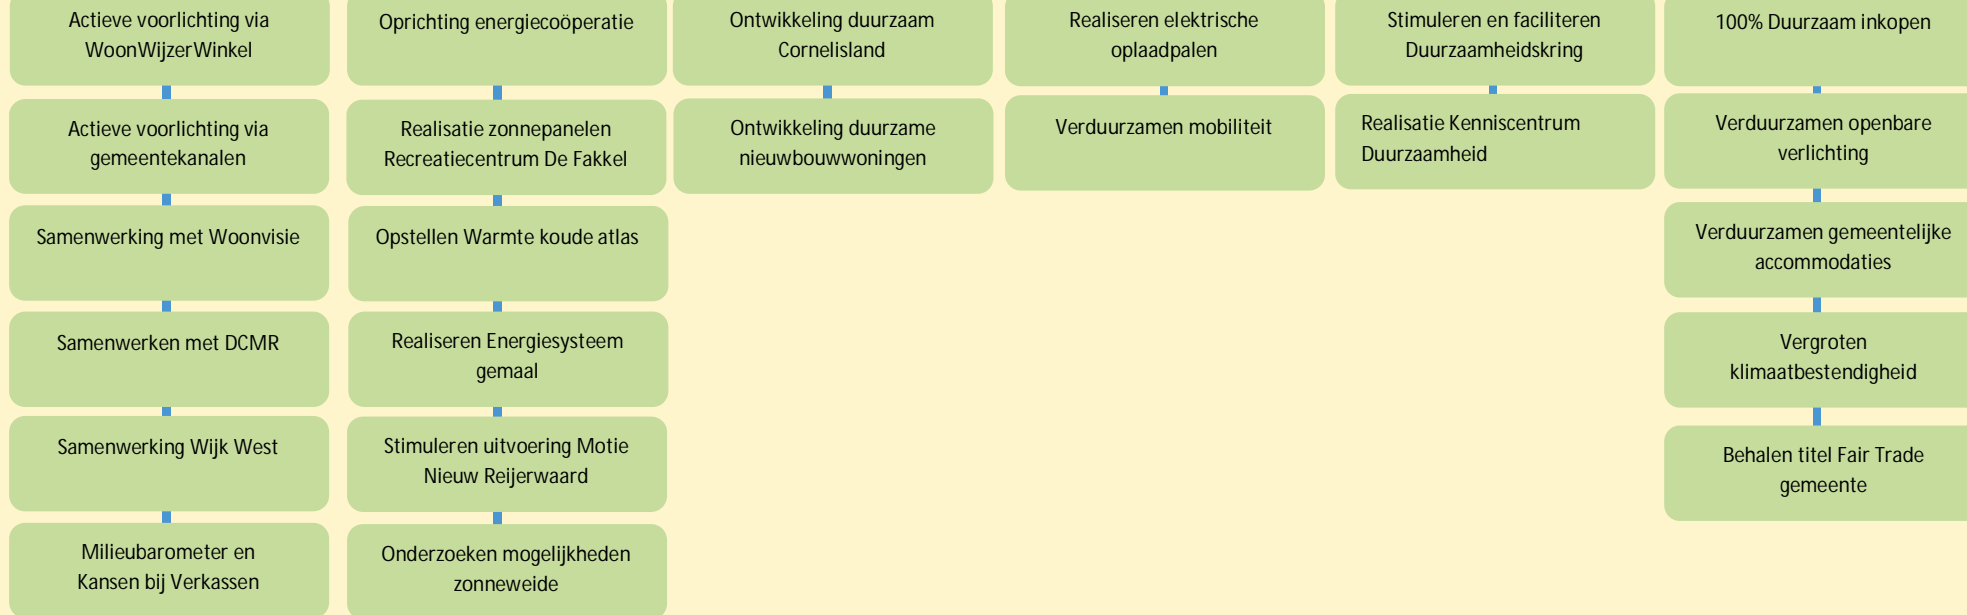 Actieve voorlichting via
WoonWijzerWinkel
Actieve voorlichting via
gemeentekanalen
Samenwerking met Woonvisie
Samenwerken met DCMR
Samenwerking Wijk West
Milieubarometer en
Kansen bij Verkassen
Oprichting energiecoöperatie
Realisatie zonnepanelen
Recreatiecentrum De Fakkel
Opstellen Warmte koude atlas
Realiseren Energiesysteem
gemaal
Stimuleren uitvoering Motie
Nieuw Reijerwaard
Onderzoeken mogelijkheden
zonneweide
Ontwikkeling duurzaam
Cornelisland
Ontwikkeling duurzame
nieuwbouwwoningen
Realiseren elektrische
oplaadpalen
Verduurzamen mobiliteit
Stimuleren en faciliteren
Duurzaamheidskring
Realisatie Kenniscentrum
Duurzaamheid
100% Duurzaam inkopen
Verduurzamen openbare
verlichting
Verduurzamen gemeentelijke
accommodaties
Vergroten
klimaatbestendigheid
Behalen titel Fair Trade
gemeente